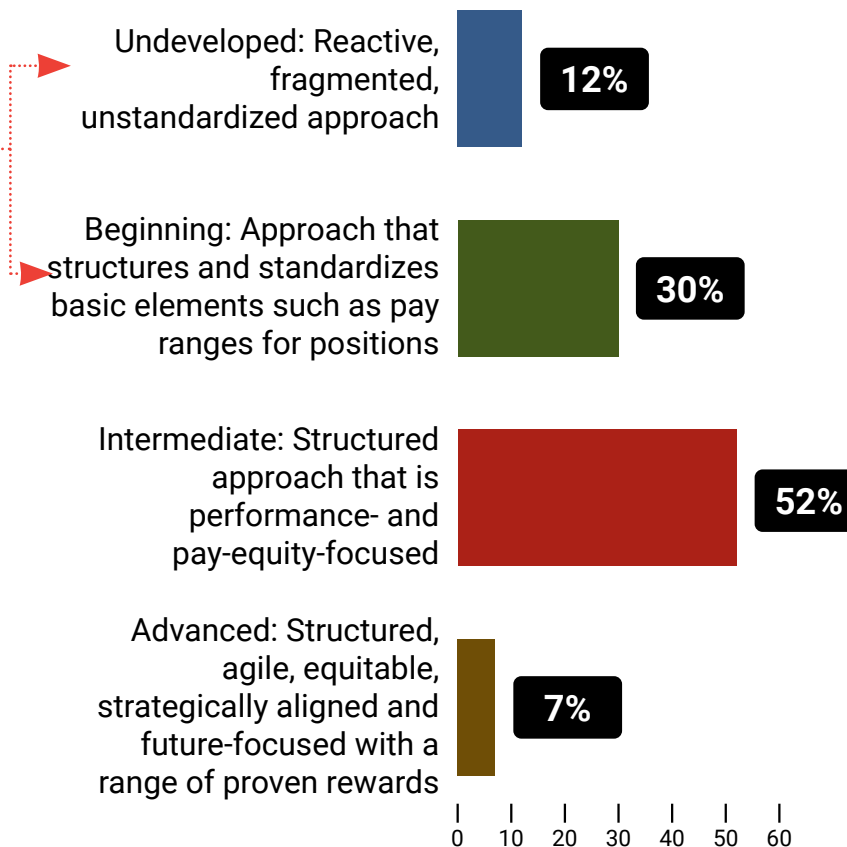 Undeveloped: Reactive,
fragmented,
unstandardized approach
12%
Beginning: Approach that
structures and standardizes
basic elements such as pay
ranges for positions
30%
Intermediate: Structured
approach that is
performance- and
pay-equity-focused
52%
Advanced: Structured,
agile, equitable,
strategically aligned and
future-focused with a
range of proven rewards
7%
0 10 20 30 40 50 60